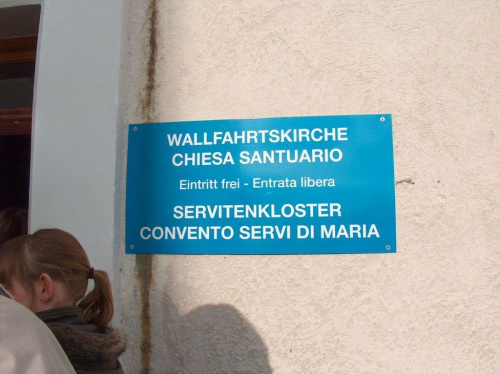 WALLFAHRTSKIRCHE
CHIESA SANTUARIO
Eintritt frei - Entrata libera
SERVITENKLOSTER
CONVENTO SERVI DI MARIA